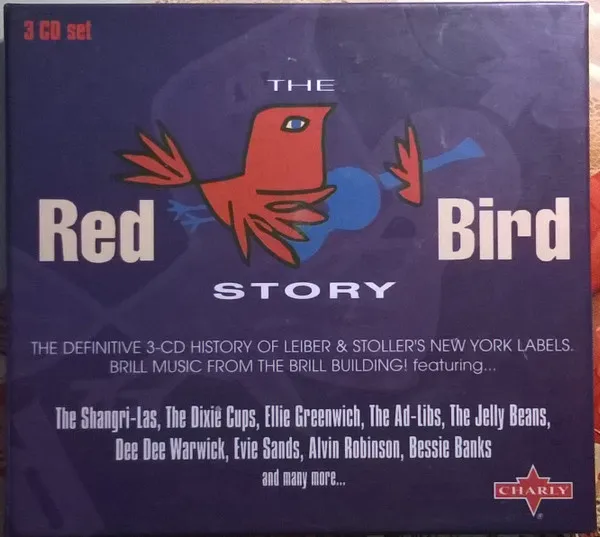 3 CD set
THE
Red Bird
STORY
THE DEFINITIVE 3-CD HISTORY OF LEIBER & STOLLER'S NEW YORK LABELS.
BRILL MUSIC FROM THE BRILL BUILDING! featuring...
The Shangri-Las, The Dixie Cups, Ellie Greenwich, The Ad-Libs, The Jelly Beans,
Dee Dee Warwick, Evie Sands, Alvin Robinson, Bessie Banks
and many more...
CHARLY
®